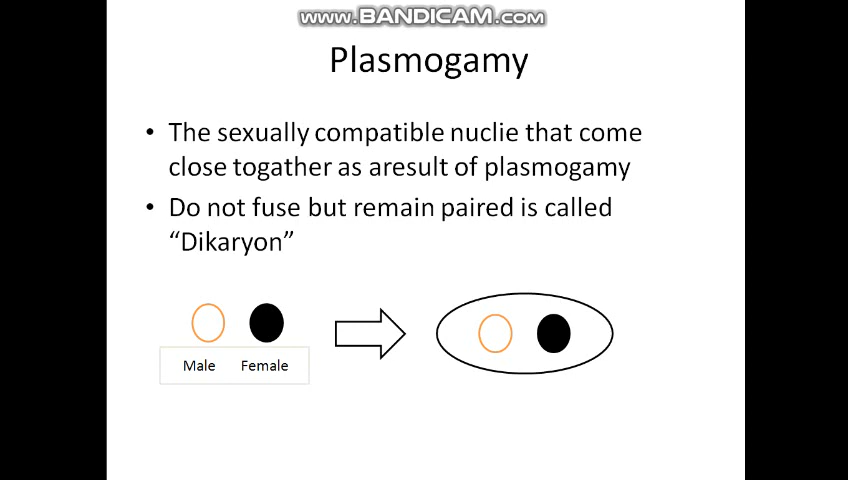 www.BANDICAM.com
Plasmogamy
• The sexually compatible nuclie that come
close togather as aresult of plasmogamy
• Do not fuse but remain paired is called
“Dikaryon”
Male Female